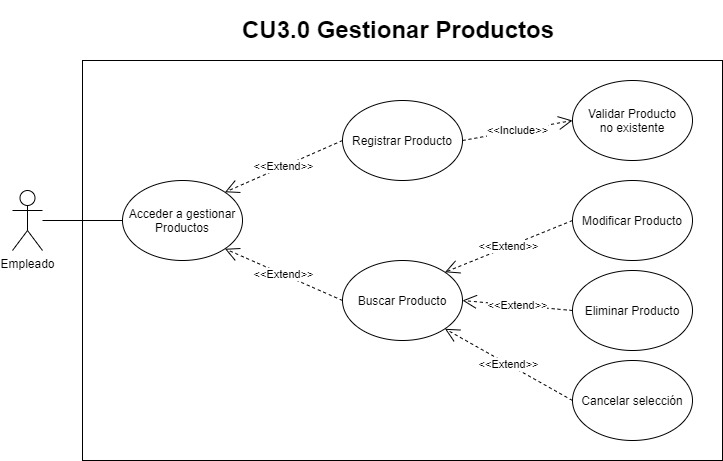 CU3.0 Gestionar Productos
Validar Producto
no existente
<<Include>>
Registrar Producto
<<Extend>>
Acceder a gestionar
Productos
Modificar Producto
<<Extend>>
Empleado
<<Extend>>
Buscar Producto
<<Extend>>
Eliminar Producto
<<Extend>>
Cancelar selección